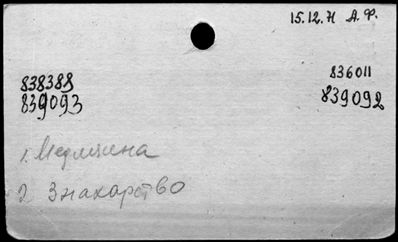 15.12.71 А.Ф.
838388
839093
836011
839092
1. Медицина
2. Знахарство